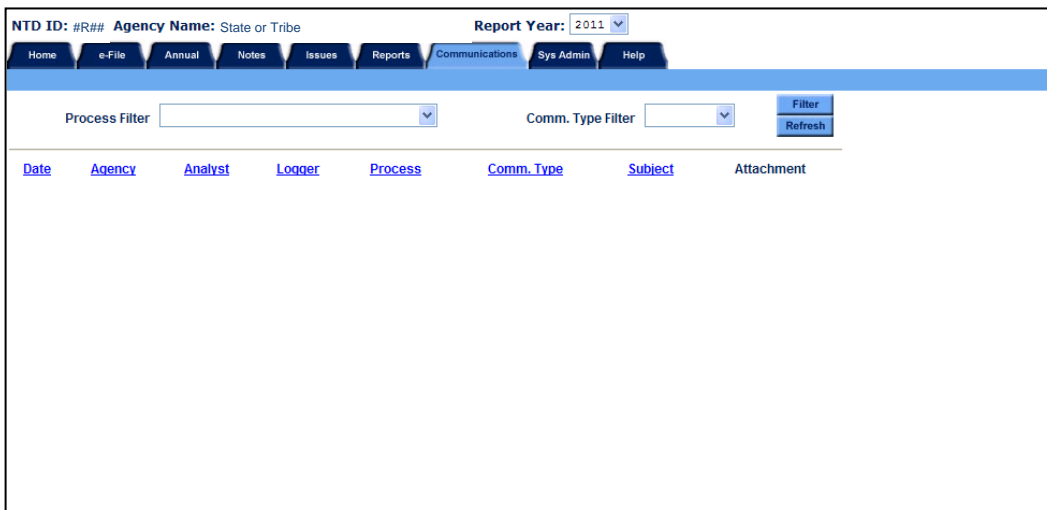 NTD ID: #R## Agency Name: State or Tribe Report Year: 2011
Home e-File Annual Notes Issues Reports Communications Sys Admin Help
Process Filter Comm. Type Filter Filter
Refresh
Date Agency Analyst Logger Process Comm. Type Subject Attachment